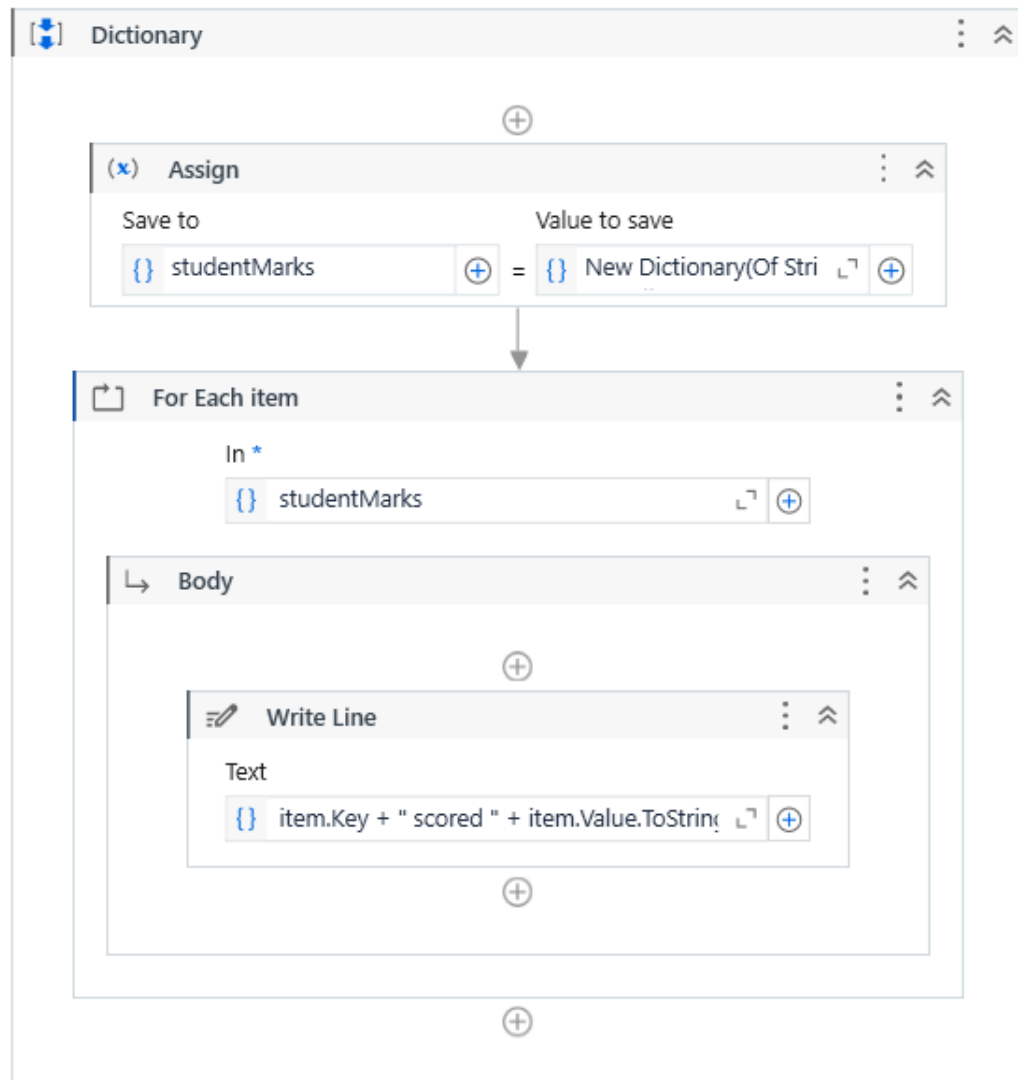 Dictionary
Assign
Save to
Value to save
{} studentMarks = {} New Dictionary(Of Stri
For Each item
In *
{} studentMarks
Body
Write Line
Text
{} item.Key + " scored " + item.Value.ToString